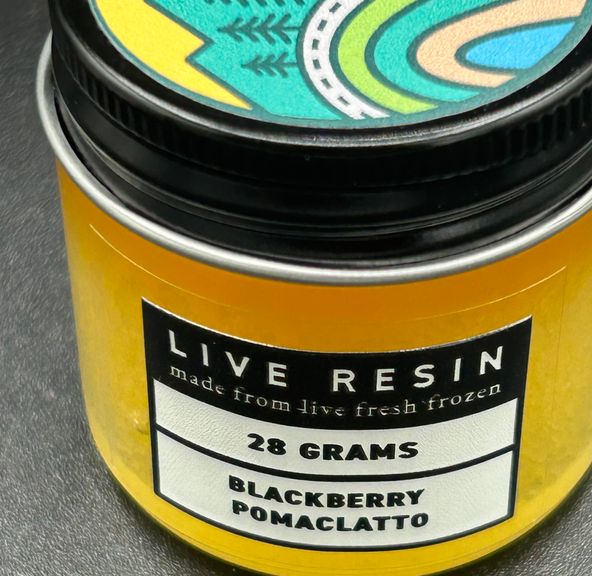 LIVE RESIN
made from live fresh frozen
28 GRAMS
BLACKBERRY
POMACLATTO